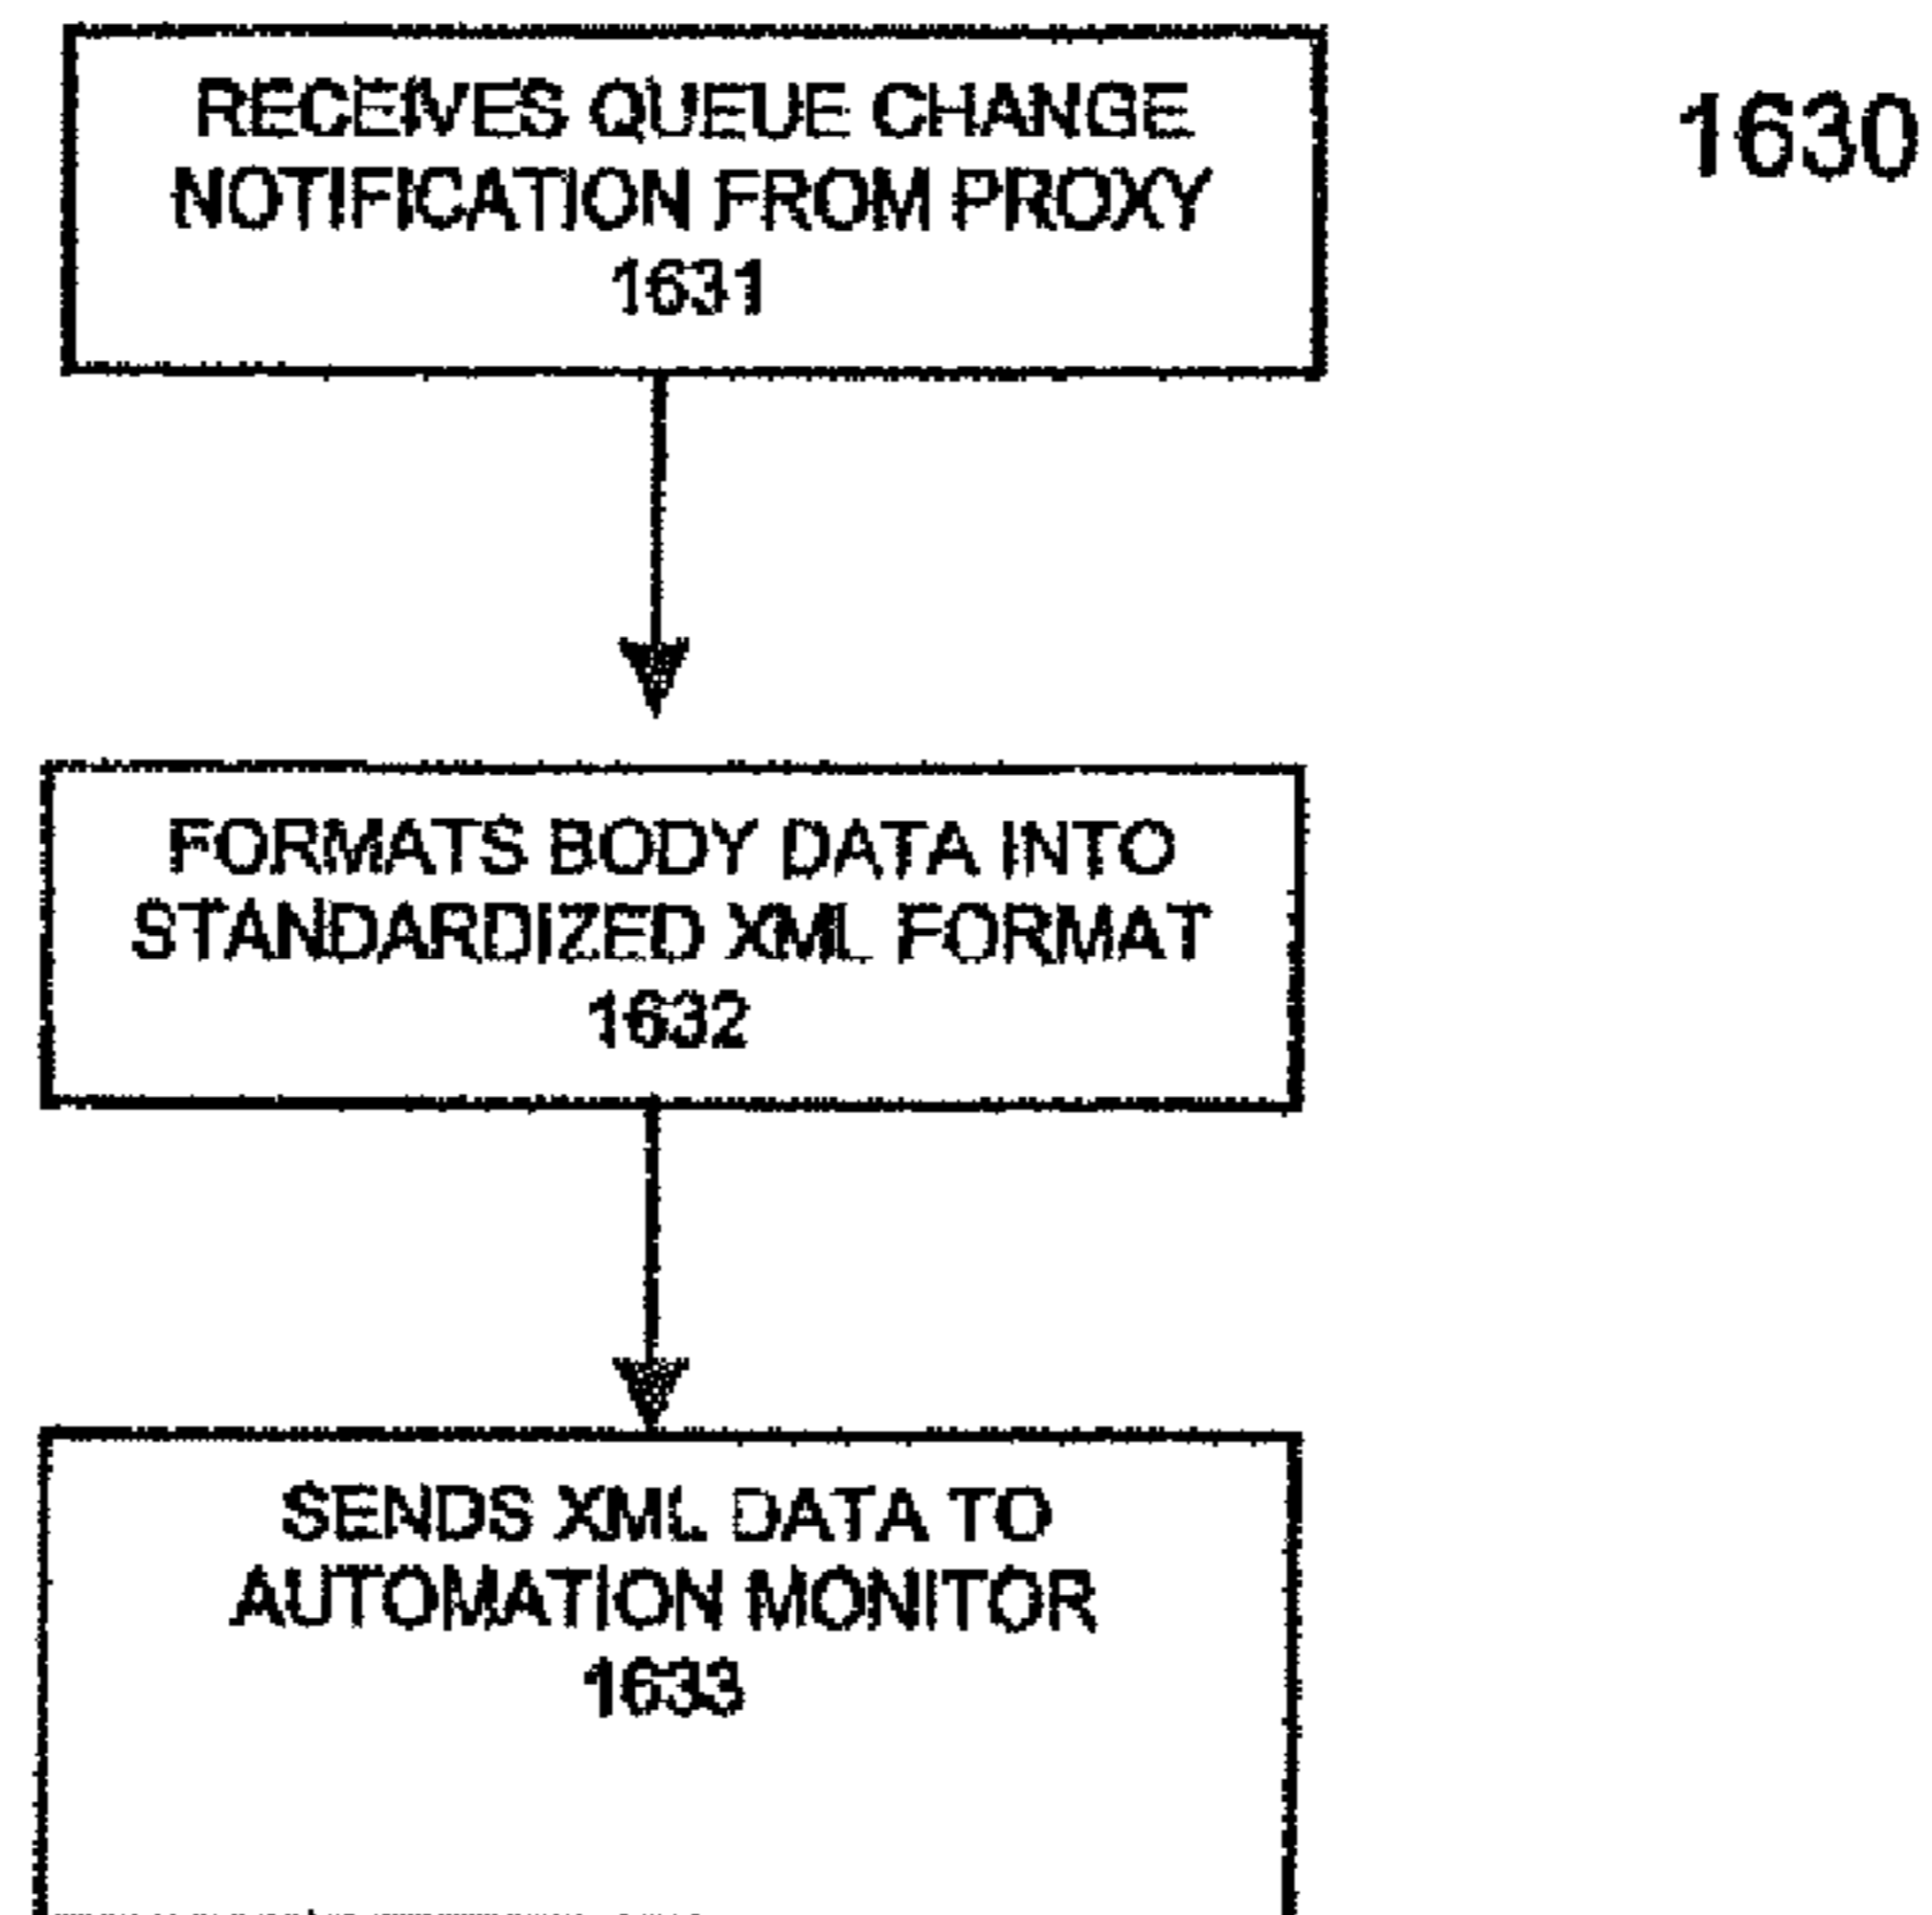 RECEIVES QUEUE CHANGE
NOTIFICATION FROM PROXY
1631
1630
FORMATS BODY DATA INTO
STANDARDIZED XML FORMAT
1632
SENDS XML DATA TO
AUTOMATION MONITOR
1633